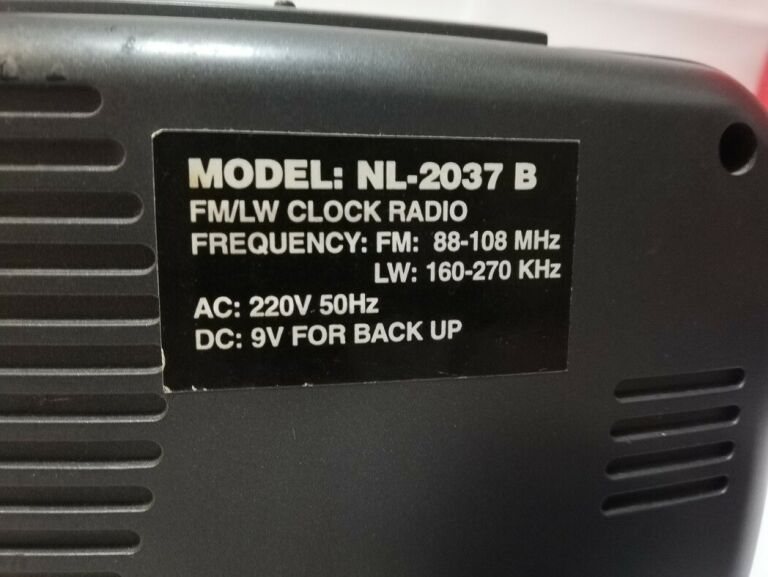 MODEL: NL-2037 B
FM/LW CLOCK RADIO
FREQUENCY: FM: 88-108 MHz
LW: 160-270 KHz
AC: 220V 50Hz
DC: 9V FOR BACK UP